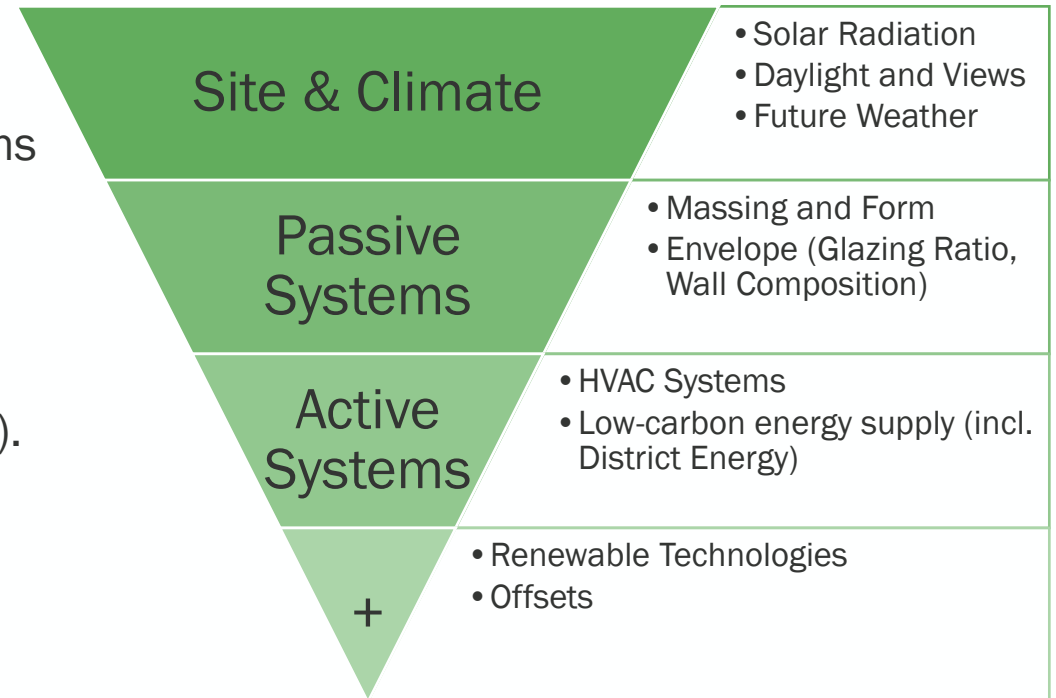 Site & Climate
• Solar Radiation
• Daylight and Views
• Future Weather
ns
Passive
Systems
• Massing and Form
• Envelope (Glazing Ratio,
Wall Composition)
Active
Systems
• HVAC Systems
• Low-carbon energy supply (incl.
District Energy)
).
+
• Renewable Technologies
• Offsets